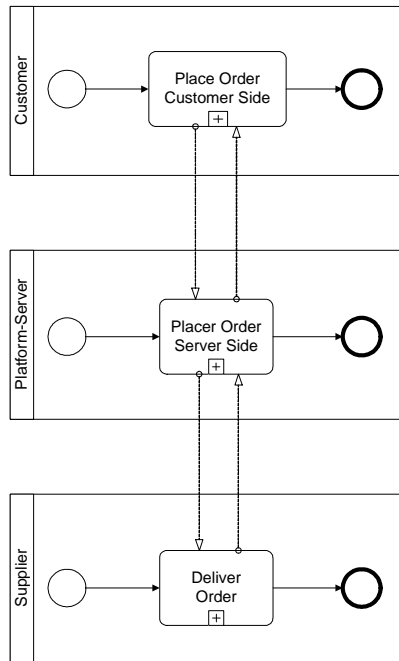 Customer
Place Order
Customer Side
Platform-Server
Placer Order
Server Side
Supplier
Deliver
Order